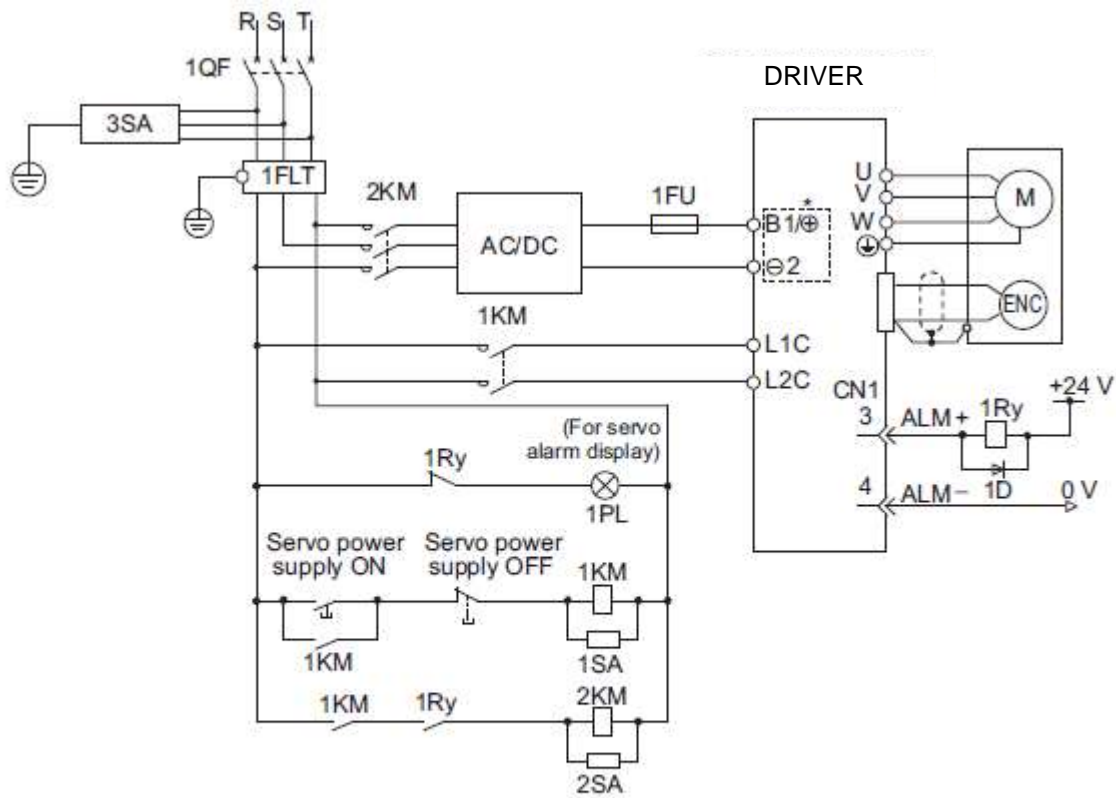 R S T
1QF
DRIVER
3SA
1FLT
2KM
1FU
U
V
W
M
*
B1/⊕
AC/DC
⊖2
ENC
1KM
L1C
L2C
CN1
+24 V
3
ALM+
1Ry
(For servo
alarm display)
1Ry
1D
4
ALM−
0 V
1PL
Servo power
supply ON
Servo power
supply OFF
1KM
1KM
1SA
1KM
1Ry
2KM
2SA